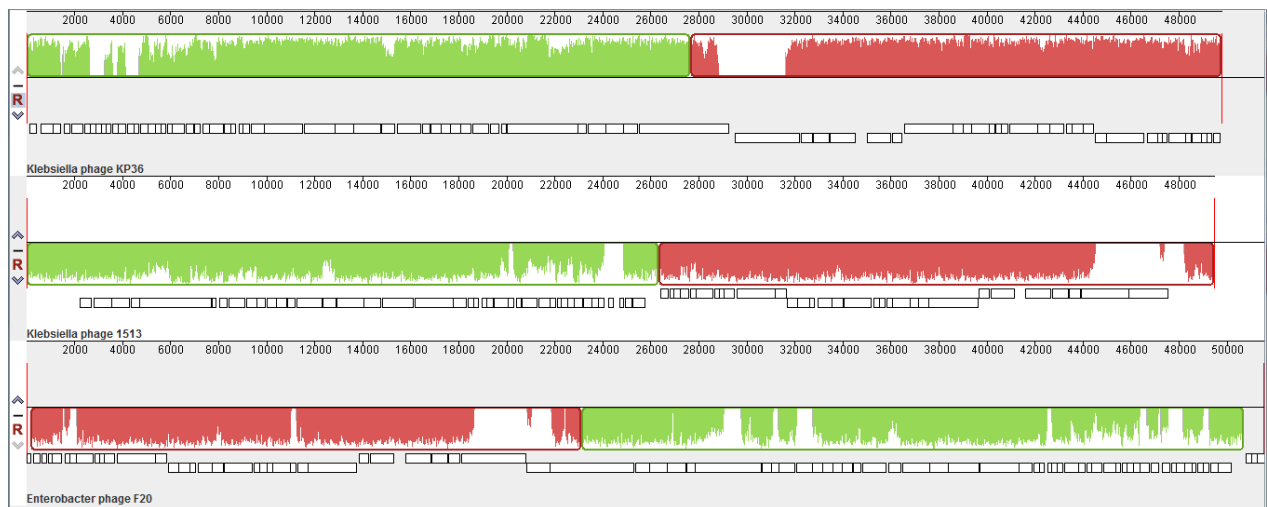 2000 4000 6000 8000 10000 12000 14000 16000 18000 20000 22000 24000 26000 28000 30000 32000 34000 36000 38000 40000 42000 44000 46000 48000
R
Klebsiella phage KP36
2000 4000 6000 8000 10000 12000 14000 16000 18000 20000 22000 24000 26000 28000 30000 32000 34000 36000 38000 40000 42000 44000 46000 48000
R
Klebsiella phage 1513
2000 4000 6000 8000 10000 12000 14000 16000 18000 20000 22000 24000 26000 28000 30000 32000 34000 36000 38000 40000 42000 44000 46000 48000 50000
R
Enterobacter phage F20